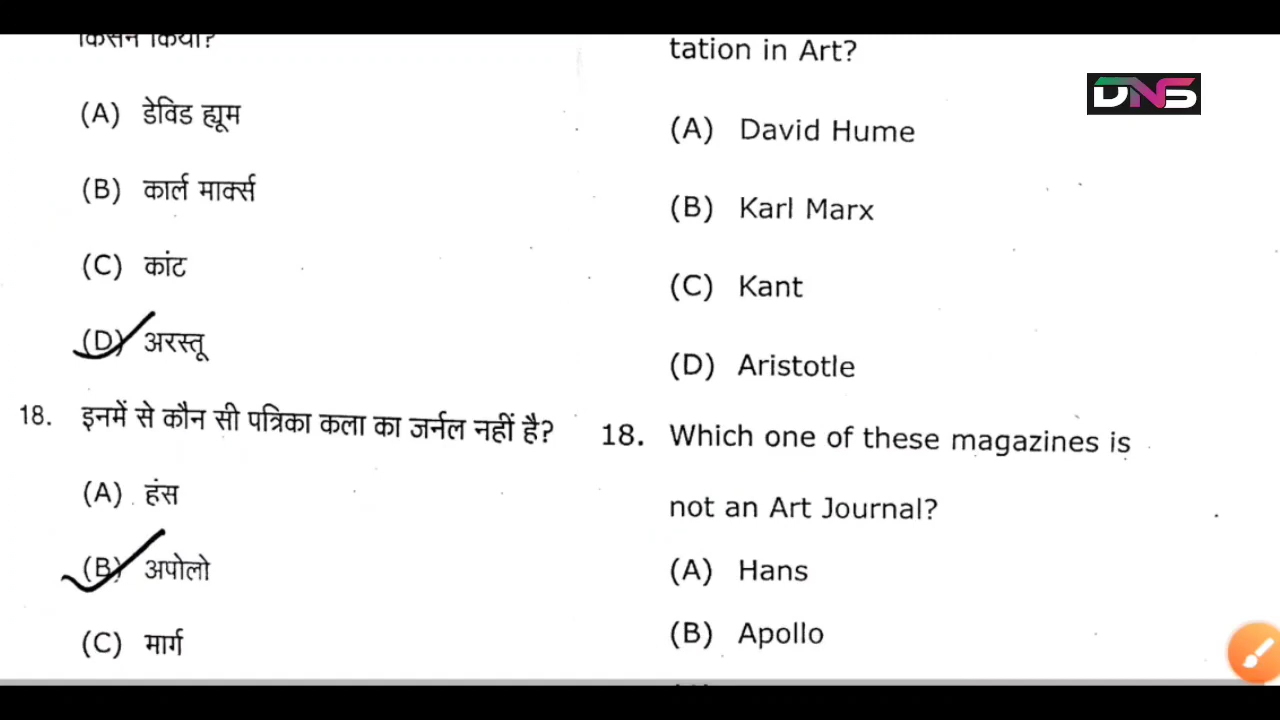 किसने किया?
(A) डेविड ह्यूम
(B) कार्ल मार्क्स
(C) कांट
(D) अरस्तू
18. इनमें से कौन सी पत्रिका कला का जर्नल नहीं है?
(A) हंस
(B) अपोलो
(C) मार्ग
tation in Art?
(A) David Hume
(B) Karl Marx
(C) Kant
(D) Aristotle
18. Which one of these magazines is
not an Art Journal?
(A) Hans
(B) Apollo
DNS